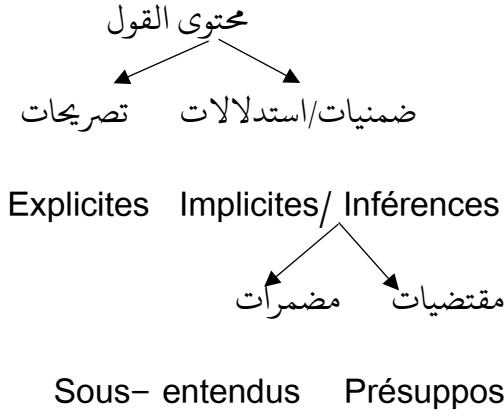 محتوى القول
ضمنيات/استدلالات تصريحات
Explicites Implicites/ Inférences
مقتضيات مضمرات
Sous– entendus Présuppos